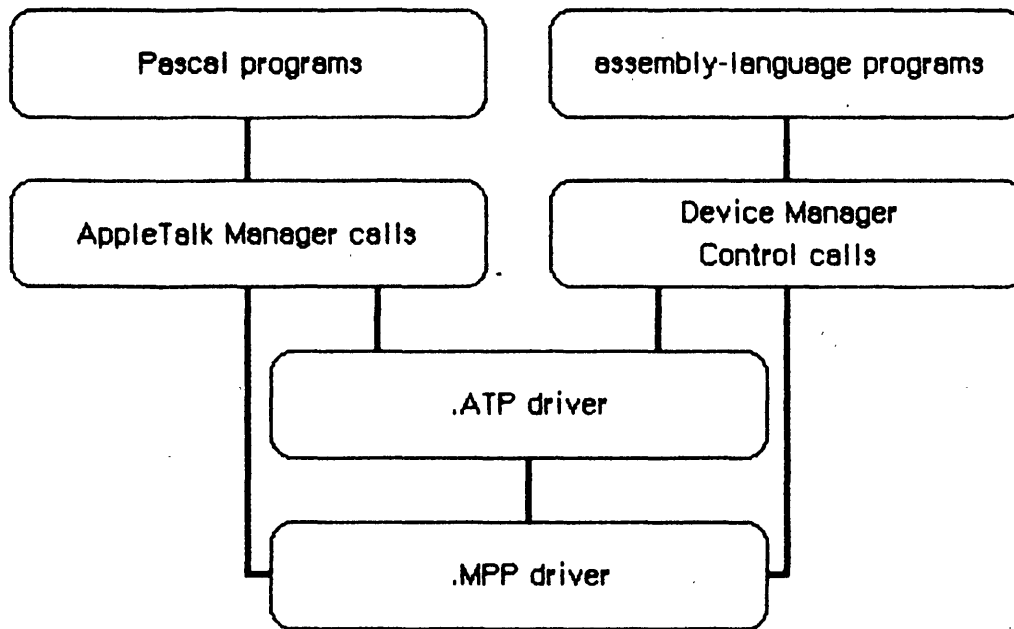 Pascal programs
assembly-language programs
AppleTalk Manager calls
Device Manager
Control calls
.ATP driver
.MPP driver